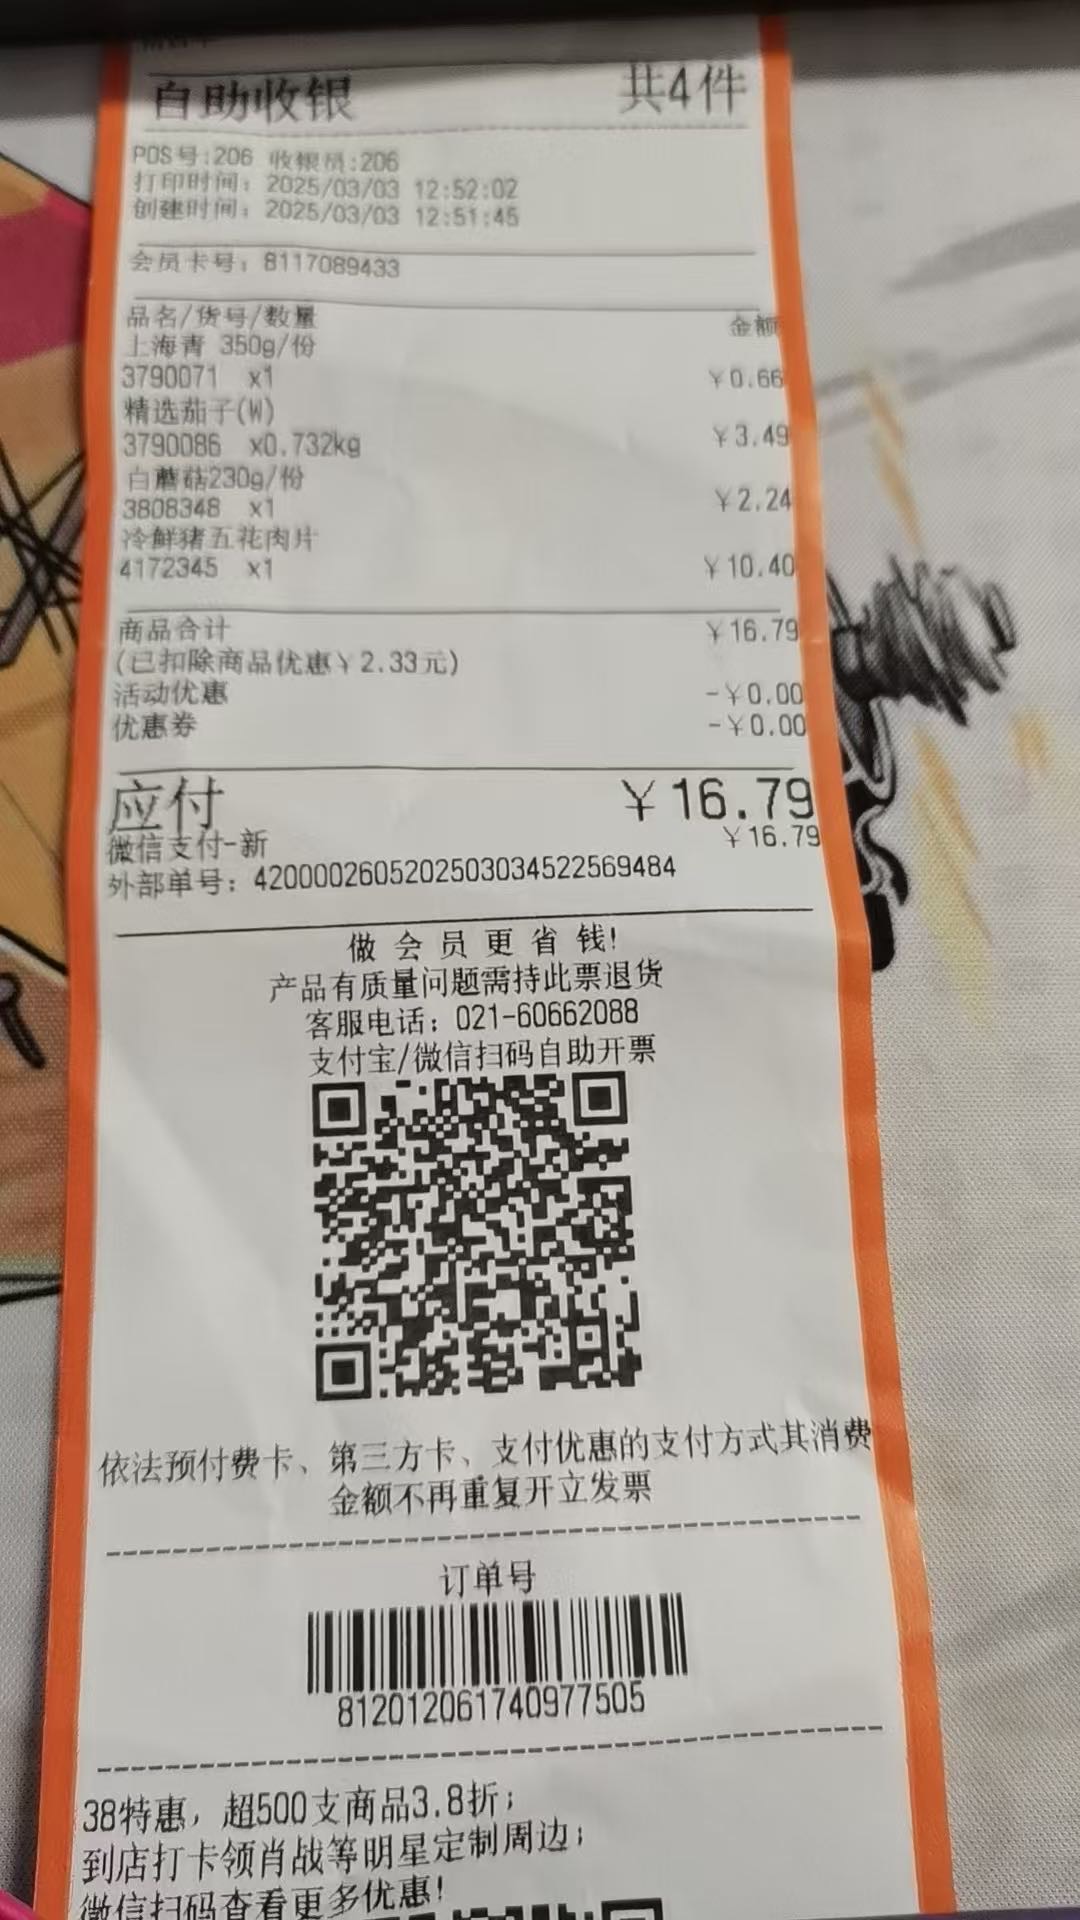 自助收银 共4件
POS号:206 收银员:206
打印时间: 2025/03/03 12:52:02
创建时间: 2025/03/03 12:51:45
会员卡号: 8117089433
品名/货号/数量 金额
上海青 350g/份
3790071 x1 ¥0.66
精选茄子(W)
3790086 x0.732kg ¥3.49
白蘑菇230g/份
3808348 x1 ¥2.24
冷鲜猪五花肉片
4172345 x1 ¥10.40
商品合计 ¥16.79
(已扣除商品优惠¥2.33元)
活动优惠 -¥0.00
优惠券 -¥0.00
应付 ¥16.79
微信支付-新 ¥16.79
外部单号: 4200002605202503034522569484
做会员更省钱!
产品有质量问题需持此票退货
客服电话: 021-60662088
支付宝/微信扫码自助开票
依法预付费卡、第三方卡、支付优惠的支付方式其消费
金额不再重复开立发票
订单号
812012061740977505
38特惠, 超500支商品3.8折;
到店打卡领肖战等明星定制周边;
微信扫码查看更多优惠!